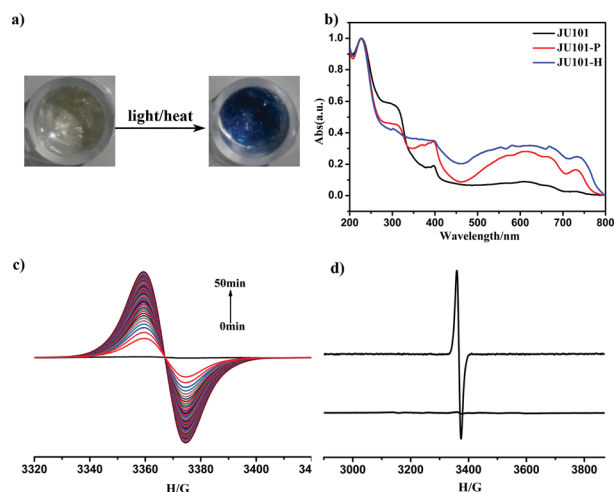 a)
light/heat
b)
JU101
JU101-P
JU101-H
Abs(a.u.)
1.0
0.8
0.6
0.4
0.2
0.0
200 300 400 500 600 700 800
Wavelength/nm
c)
50min
0min
3320 3340 3360 3380 3400 34
H/G
d)
3000 3200 3400 3600 3800
H/G